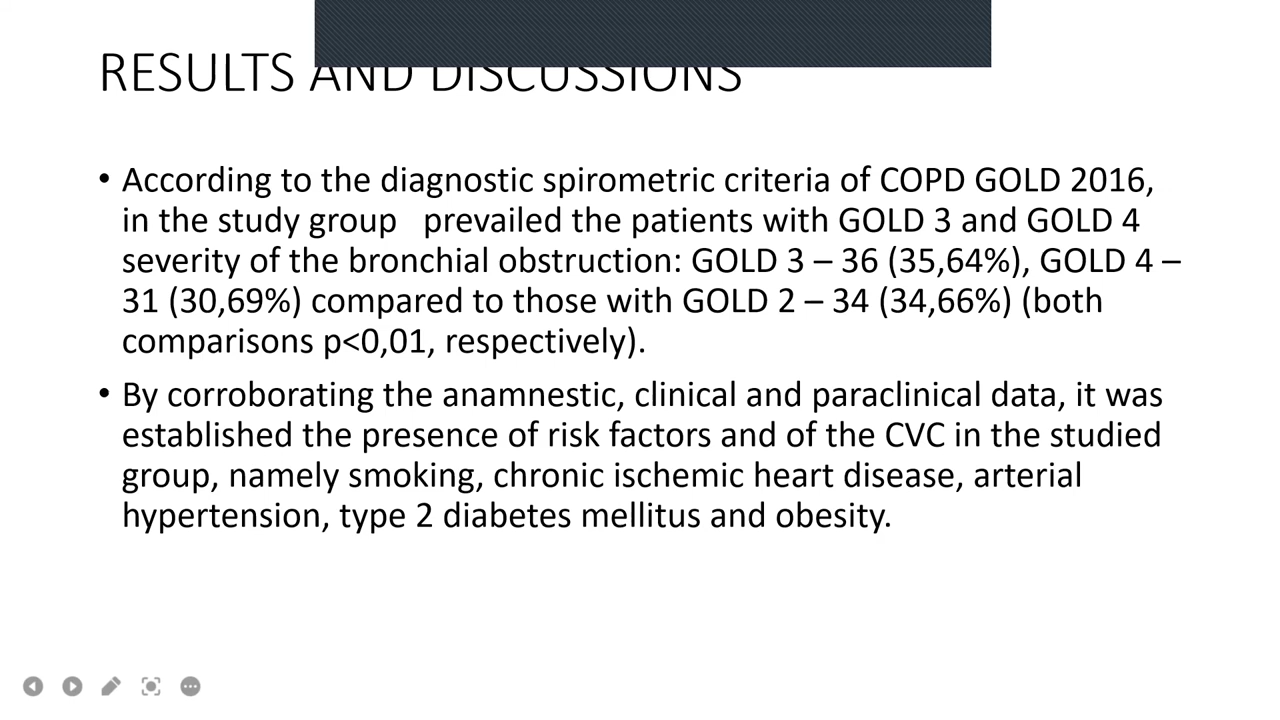 RESULTS AND DISCUSSIONS
• According to the diagnostic spirometric criteria of COPD GOLD 2016,
in the study group prevailed the patients with GOLD 3 and GOLD 4
severity of the bronchial obstruction: GOLD 3 – 36 (35,64%), GOLD 4 –
31 (30,69%) compared to those with GOLD 2 – 34 (34,66%) (both
comparisons p<0,01, respectively).
• By corroborating the anamnestic, clinical and paraclinical data, it was
established the presence of risk factors and of the CVC in the studied
group, namely smoking, chronic ischemic heart disease, arterial
hypertension, type 2 diabetes mellitus and obesity.